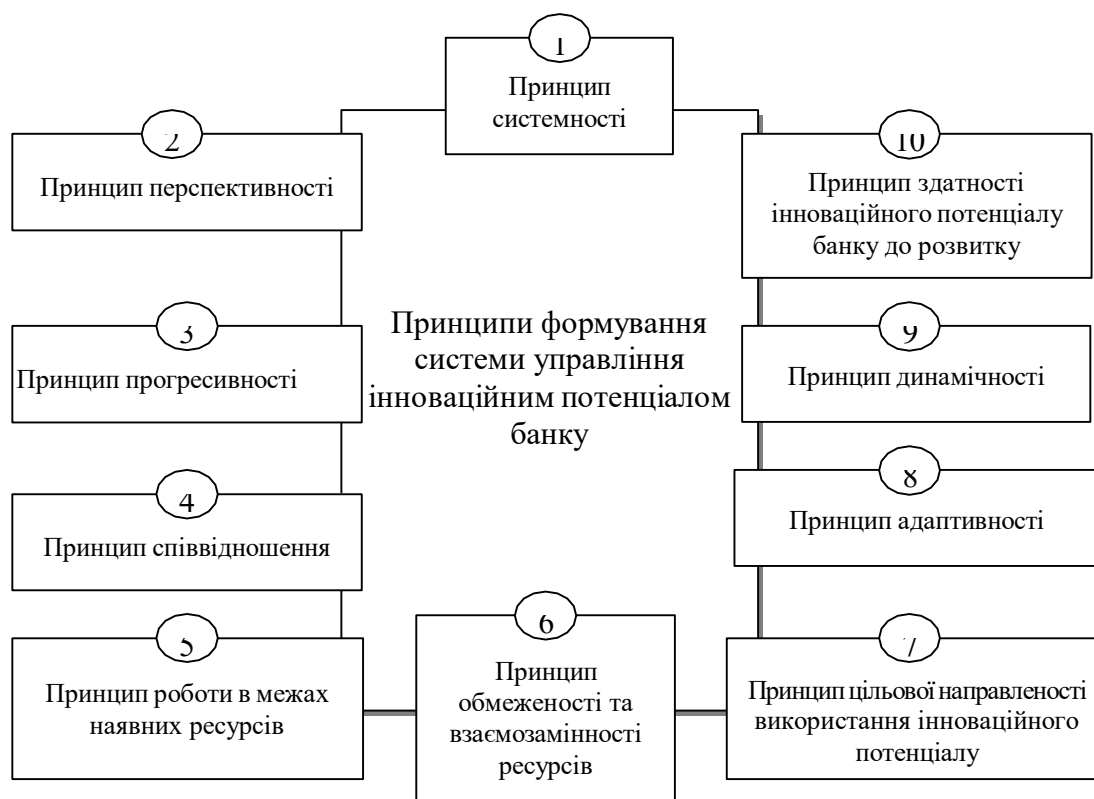 1
Принцип
системності
2
Принцип перспективності
3
Принцип прогресивності
4
Принцип співвідношення
5
Принцип роботи в межах
наявних ресурсів
6
Принцип
обмеженості та
взаємозамінності
ресурсів
7
Принцип цільової направленості
використання інноваційного
потенціалу
8
Принцип адаптивності
9
Принцип динамічності
10
Принцип здатності
інноваційного потенціалу
банку до розвитку
Принципи формування
системи управління
інноваційним потенціалом
банку